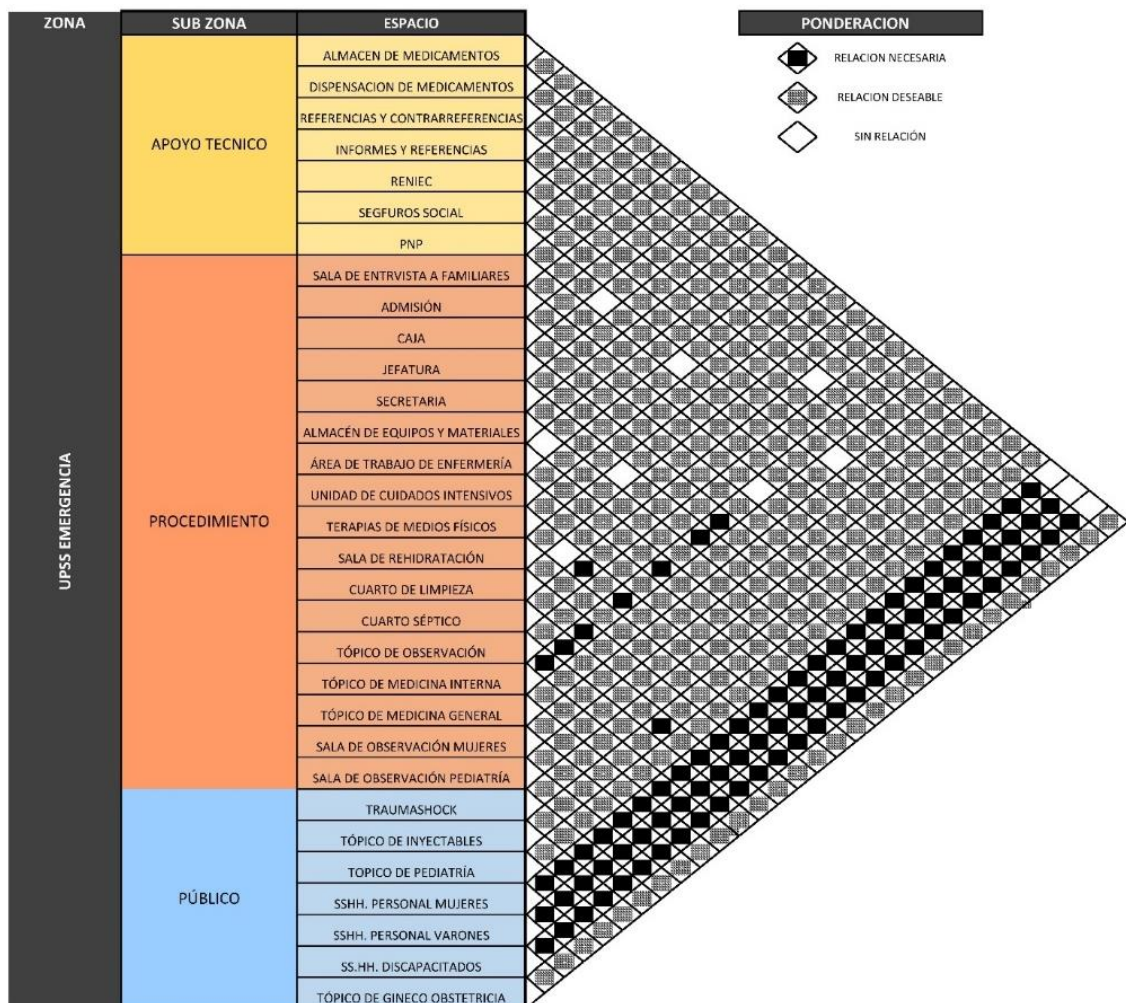 ZONA SUB ZONA ESPACIO PONDERACION
RELACION NECESARIA
RELACION DESEABLE
SIN RELACIÓN
UPSS EMERGENCIA
APOYO TECNICO
ALMACEN DE MEDICAMENTOS
DISPENSACION DE MEDICAMENTOS
REFERENCIAS Y CONTRARREFERENCIAS
INFORMES Y REFERENCIAS
RENIEC
SEGFUROS SOCIAL
PNP
PROCEDIMIENTO
SALA DE ENTRVISTA A FAMILIARES
ADMISIÓN
CAJA
JEFATURA
SECRETARIA
ALMACÉN DE EQUIPOS Y MATERIALES
ÁREA DE TRABAJO DE ENFERMERÍA
UNIDAD DE CUIDADOS INTENSIVOS
TERAPIAS DE MEDIOS FÍSICOS
SALA DE REHIDRATACIÓN
CUARTO DE LIMPIEZA
CUARTO SÉPTICO
TÓPICO DE OBSERVACIÓN
TÓPICO DE MEDICINA INTERNA
TÓPICO DE MEDICINA GENERAL
SALA DE OBSERVACIÓN MUJERES
SALA DE OBSERVACIÓN PEDIATRÍA
PÚBLICO
TRAUMASHOCK
TÓPICO DE INYECTABLES
TOPICO DE PEDIATRÍA
SSHH. PERSONAL MUJERES
SSHH. PERSONAL VARONES
SS.HH. DISCAPACITADOS
TÓPICO DE GINECO OBSTETRICIA